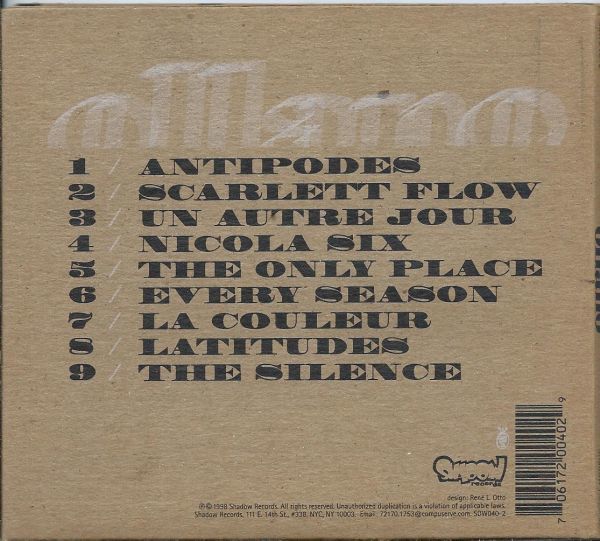 1 / ANTIPODES
2 / SCARLETT FLOW
3 / UN AUTRE JOUR
4 / NICOLA SIX
5 / THE ONLY PLACE
6 / EVERY SEASON
7 / LA COULEUR
8 / LATITUDES
9 / THE SILENCE
SHADOW
records
design: René L. Otto
℗© 1998 Shadow Records. All rights reserved. Unauthorized duplication is a violation of applicable laws.
Shadow Records, 111 E. 14th St., #338, NYC, NY 10003. Email: 72170.1753@compuserve.com SDW040-2
7 06172 00402 9